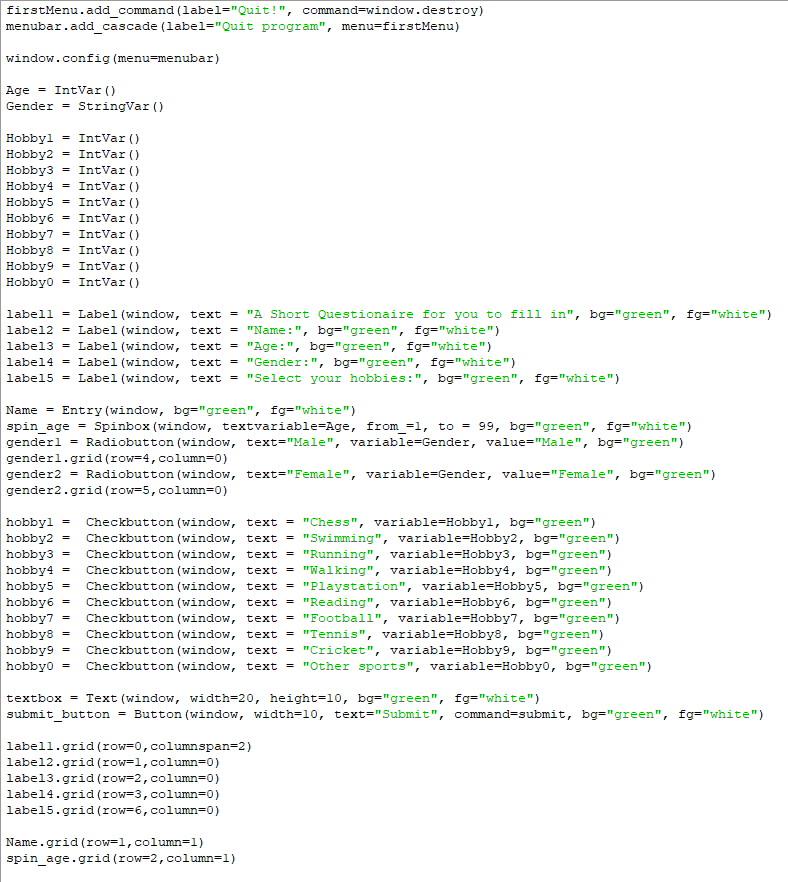 firstMenu.add_command(label="Quit!", command=window.destroy)
menubar.add_cascade(label="Quit program", menu=firstMenu)

window.config(menu=menubar)

Age = IntVar()
Gender = StringVar()

Hobby1 = IntVar()
Hobby2 = IntVar()
Hobby3 = IntVar()
Hobby4 = IntVar()
Hobby5 = IntVar()
Hobby6 = IntVar()
Hobby7 = IntVar()
Hobby8 = IntVar()
Hobby9 = IntVar()
Hobby0 = IntVar()

label1 = Label(window, text = "A Short Questionaire for you to fill in", bg="green", fg="white")
label2 = Label(window, text = "Name:", bg="green", fg="white")
label3 = Label(window, text = "Age:", bg="green", fg="white")
label4 = Label(window, text = "Gender:", bg="green", fg="white")
label5 = Label(window, text = "Select your hobbies:", bg="green", fg="white")

Name = Entry(window, bg="green", fg="white")
spin_age = Spinbox(window, textvariable=Age, from_=1, to = 99, bg="green", fg="white")
gender1 = Radiobutton(window, text="Male", variable=Gender, value="Male", bg="green")
gender1.grid(row=4,column=0)
gender2 = Radiobutton(window, text="Female", variable=Gender, value="Female", bg="green")
gender2.grid(row=5,column=0)

hobby1 =  Checkbutton(window, text = "Chess", variable=Hobby1, bg="green")
hobby2 =  Checkbutton(window, text = "Swimming", variable=Hobby2, bg="green")
hobby3 =  Checkbutton(window, text = "Running", variable=Hobby3, bg="green")
hobby4 =  Checkbutton(window, text = "Walking", variable=Hobby4, bg="green")
hobby5 =  Checkbutton(window, text = "Playstation", variable=Hobby5, bg="green")
hobby6 =  Checkbutton(window, text = "Reading", variable=Hobby6, bg="green")
hobby7 =  Checkbutton(window, text = "Football", variable=Hobby7, bg="green")
hobby8 =  Checkbutton(window, text = "Tennis", variable=Hobby8, bg="green")
hobby9 =  Checkbutton(window, text = "Cricket", variable=Hobby9, bg="green")
hobby0 =  Checkbutton(window, text = "Other sports", variable=Hobby0, bg="green")

textbox = Text(window, width=20, height=10, bg="green", fg="white")
submit_button = Button(window, width=10, text="Submit", command=submit, bg="green", fg="white")

label1.grid(row=0,columnspan=2)
label2.grid(row=1,column=0)
label3.grid(row=2,column=0)
label4.grid(row=3,column=0)
label5.grid(row=6,column=0)

Name.grid(row=1,column=1)
spin_age.grid(row=2,column=1)